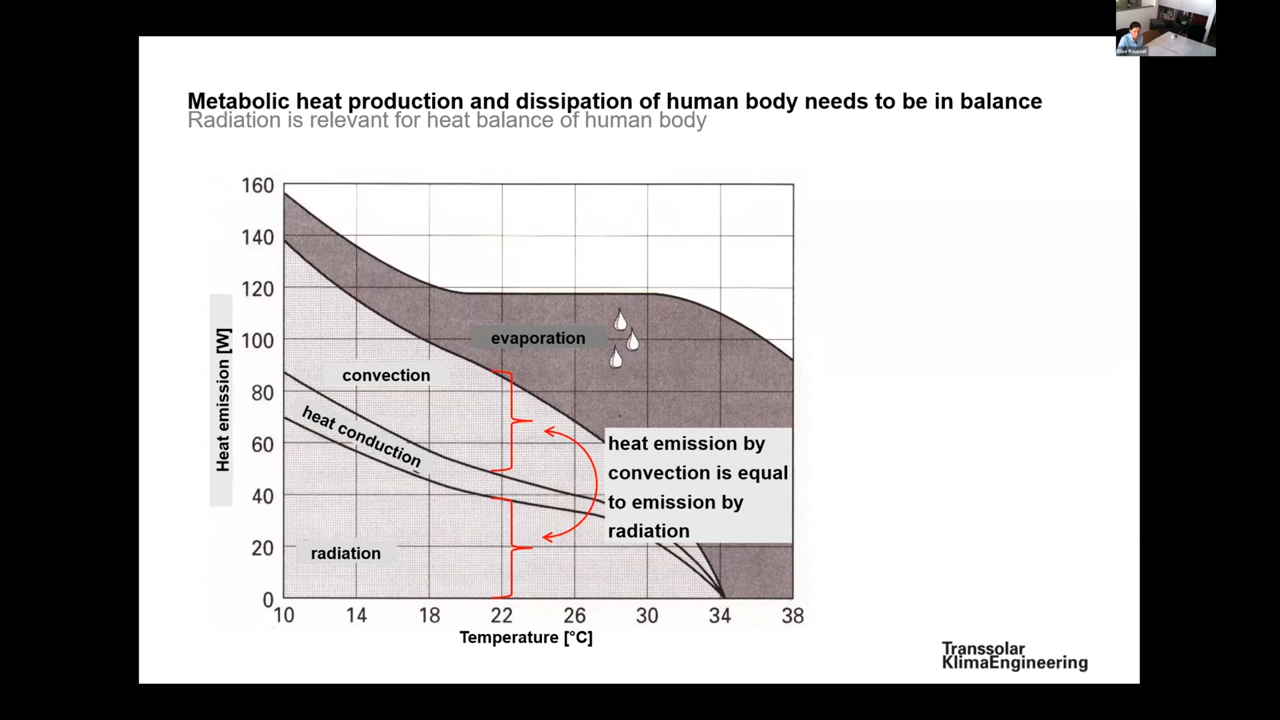 Metabolic heat production and dissipation of human body needs to be in balance
Radiation is relevant for heat balance of human body
160
140
120
100
80
60
40
20
0
Heat emission [W]
evaporation
convection
heat conduction
radiation
heat emission by
convection is equal
to emission by
radiation
10 14 18 22 26 30 34 38
Temperature [°C]
Transsolar
KlimaEngineering